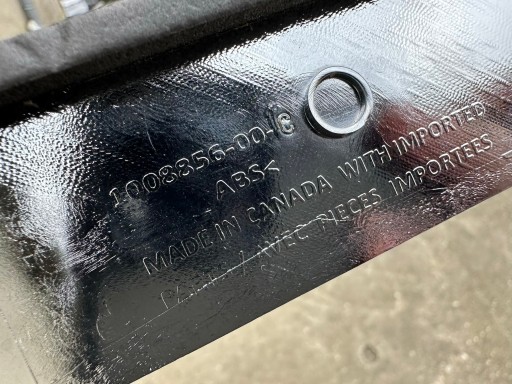 1008856-00-C
ABS<
MADE IN CANADA WITH IMPORTED
AVEC PIECES IMPORTEES